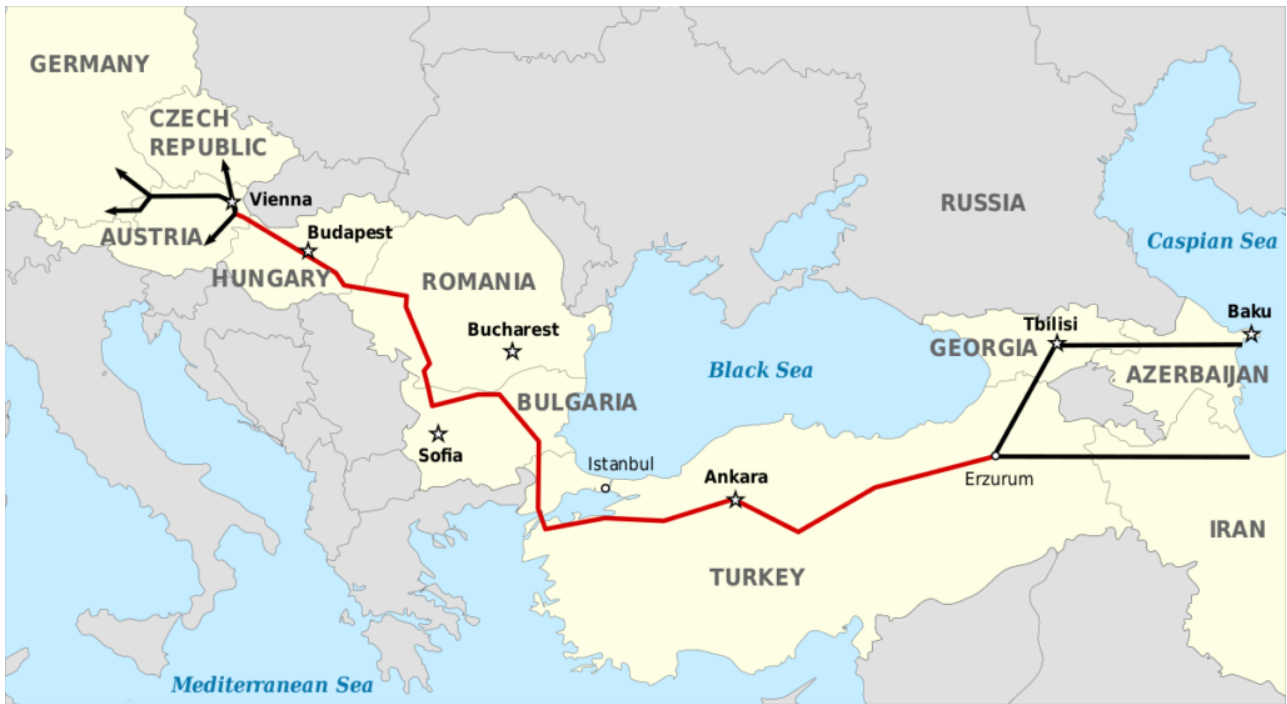 GERMANY
CZECH
REPUBLIC
Vienna
AUSTRIA
Budapest
HUNGARY
ROMANIA
Bucharest
BULGARIA
Sofia
Istanbul
Ankara
TURKEY
Black Sea
RUSSIA
Caspian Sea
Baku
Tbilisi
GEORGIA
AZERBAIJAN
Erzurum
IRAN
Mediterranean Sea